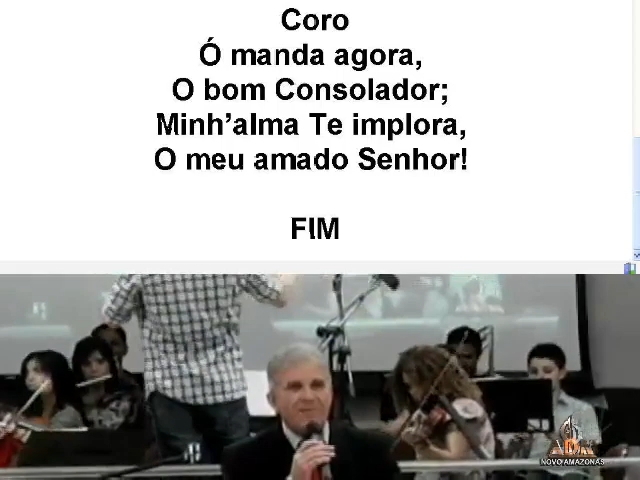 Coro
Ó manda agora,
O bom Consolador;
Minh'alma Te implora,
O meu amado Senhor!
FIM
NOVO AMAZONAS